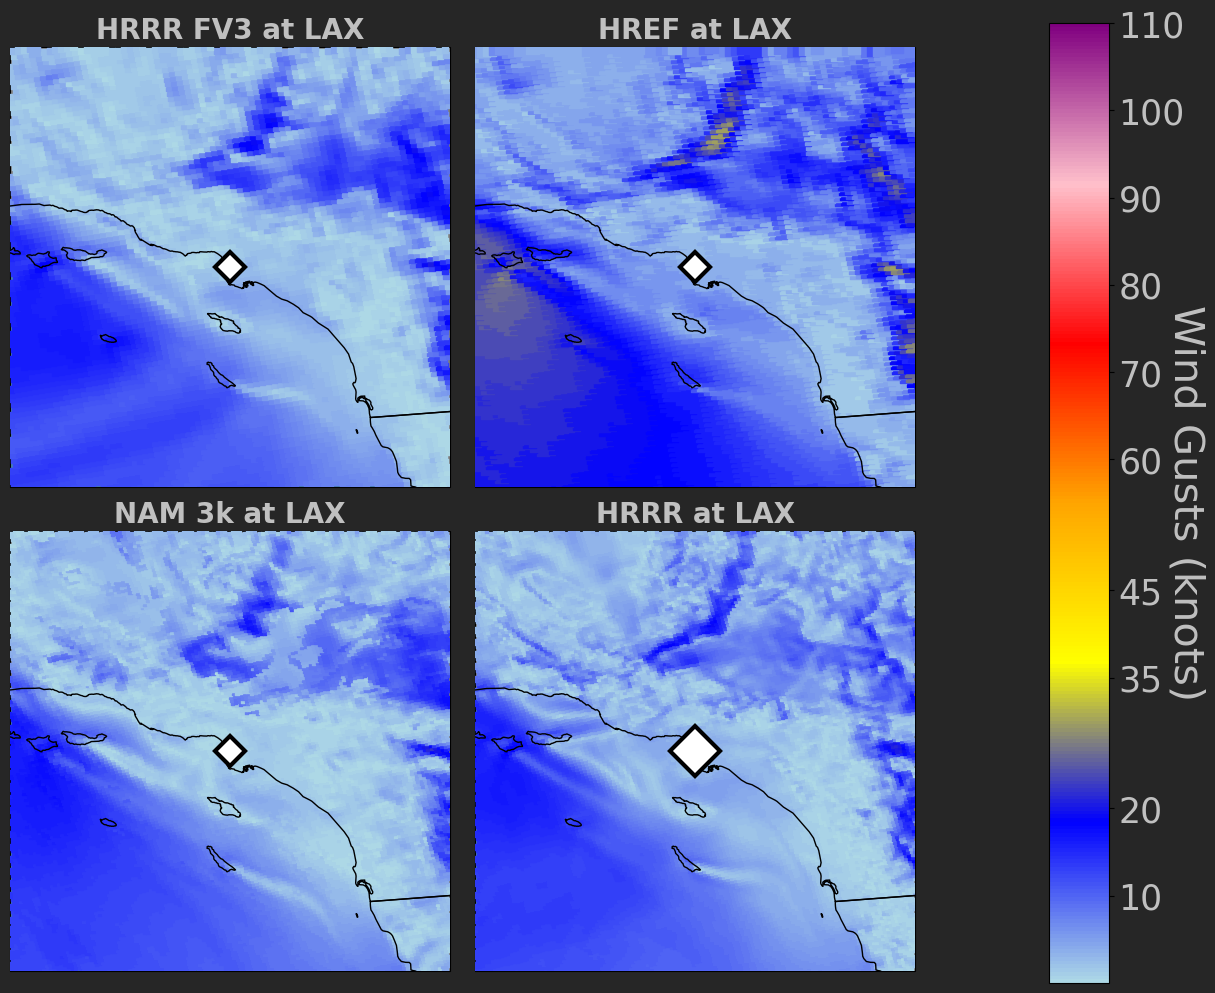 HRRR FV3 at LAX
HREF at LAX
NAM 3k at LAX
HRRR at LAX
110
100
90
80
70
60
45
35
20
10
Wind Gusts (knots)